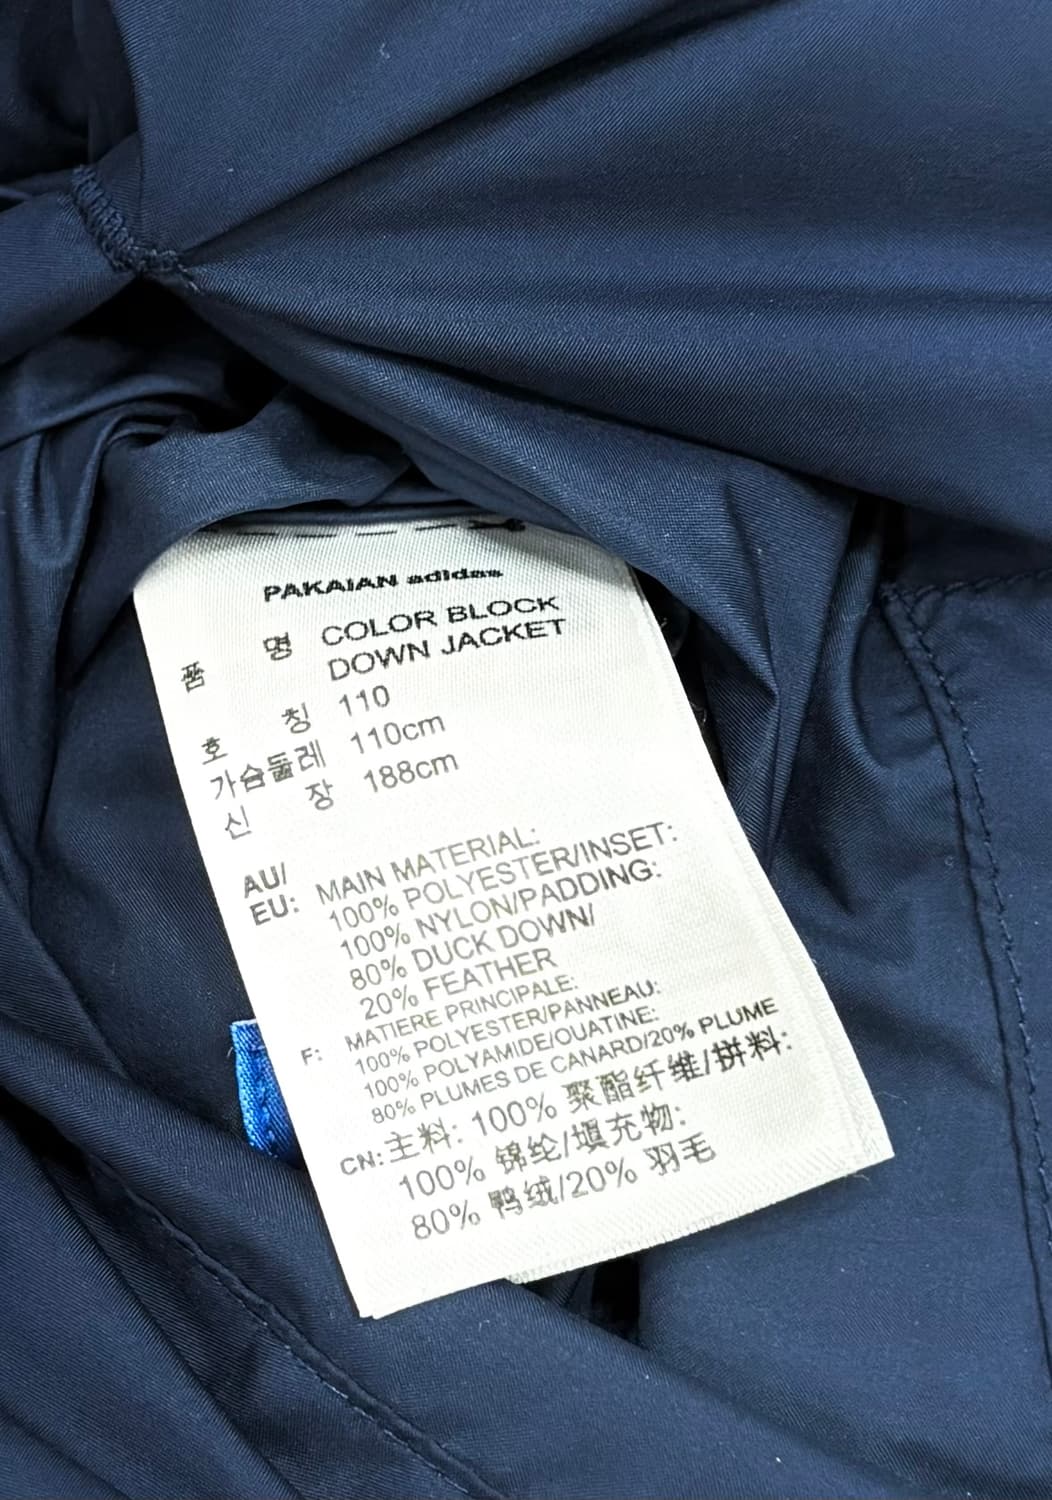 PAKAIAN adidas
품 명 COLOR BLOCK
DOWN JACKET
호 칭 110
가슴둘레 110cm
신 장 188cm
AU/
EU: MAIN MATERIAL:
100% POLYESTER/INSET:
100% NYLON/PADDING:
80% DUCK DOWN/
20% FEATHER
F: MATIERE PRINCIPALE:
100% POLYESTER/PANNEAU:
100% POLYAMIDE/OUATINE:
80% PLUMES DE CANARD/20% PLUME
CN: 主料: 100% 聚酯纤维/拼料:
100% 锦纶/填充物:
80% 鸭绒/20% 羽毛